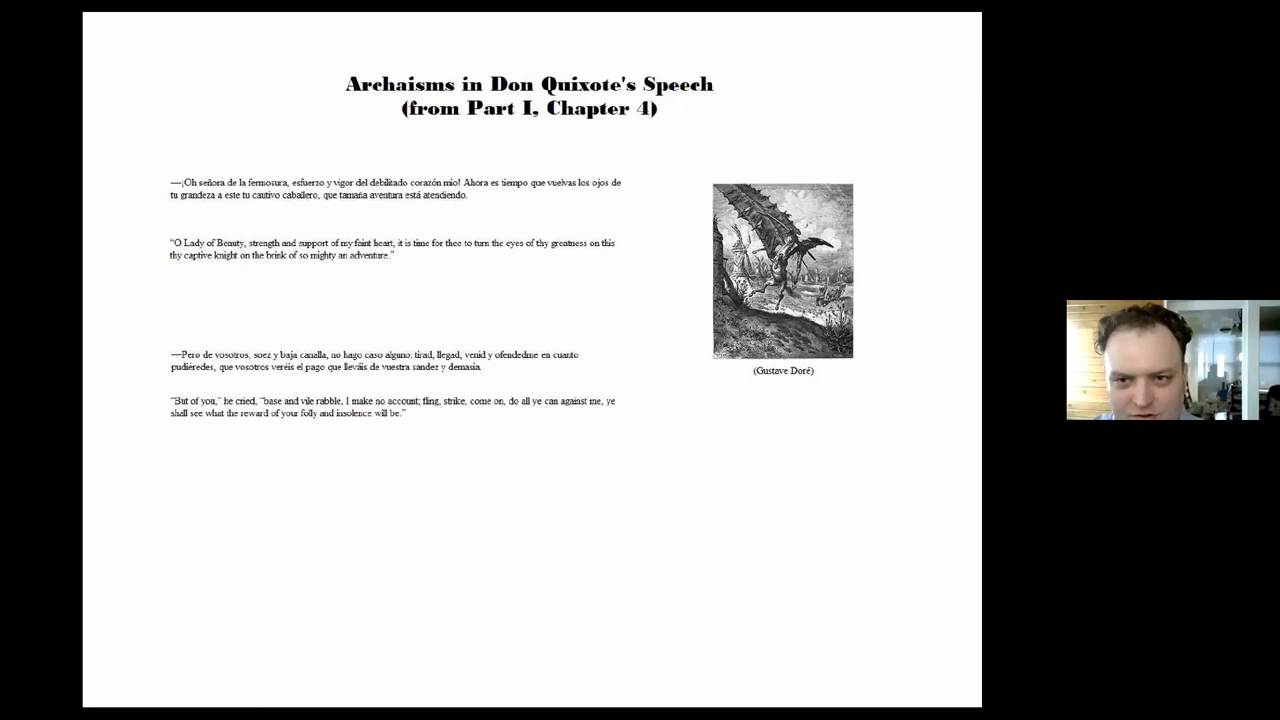 Archaisms in Don Quixote's Speech
(from Part I, Chapter 4)
—¡Oh señora de la fermosura, esfuerzo y vigor del debilitado corazón mío! Ahora es tiempo que vuelvas los ojos de
tu grandeza a este tu cautivo caballero, que tamaña aventura está atendiendo.
"O Lady of Beauty, strength and support of my faint heart, it is time for thee to turn the eyes of thy greatness on this
thy captive knight on the brink of so mighty an adventure."
—Pero de vosotros, soez y baja canalla, no hago caso alguno: tirad, llegad, venid y ofendedme en cuanto
pudiéredes, que vosotros veréis el pago que lleváis de vuestra sandez y demasía.
"But of you," he cried, "base and vile rabble, I make no account; fling, strike, come on, do all ye can against me, ye
shall see what the reward of your folly and insolence will be."
(Gustave Doré)